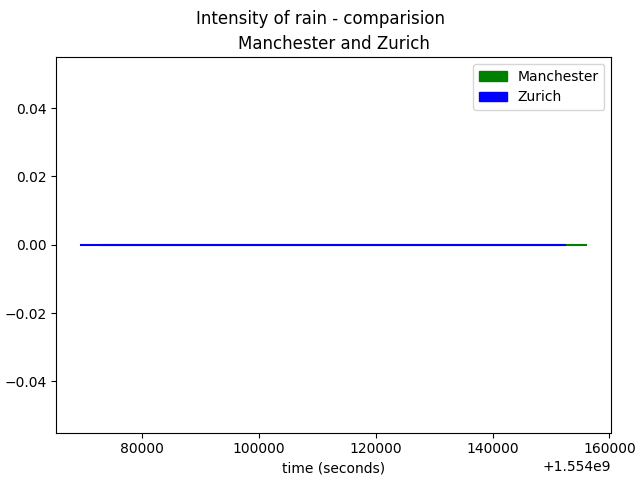 Intensity of rain - comparision
Manchester and Zurich
Manchester
Zurich
0.04
0.02
0.00
−0.02
−0.04
80000 100000 120000 140000 160000
time (seconds)
+1.554e9